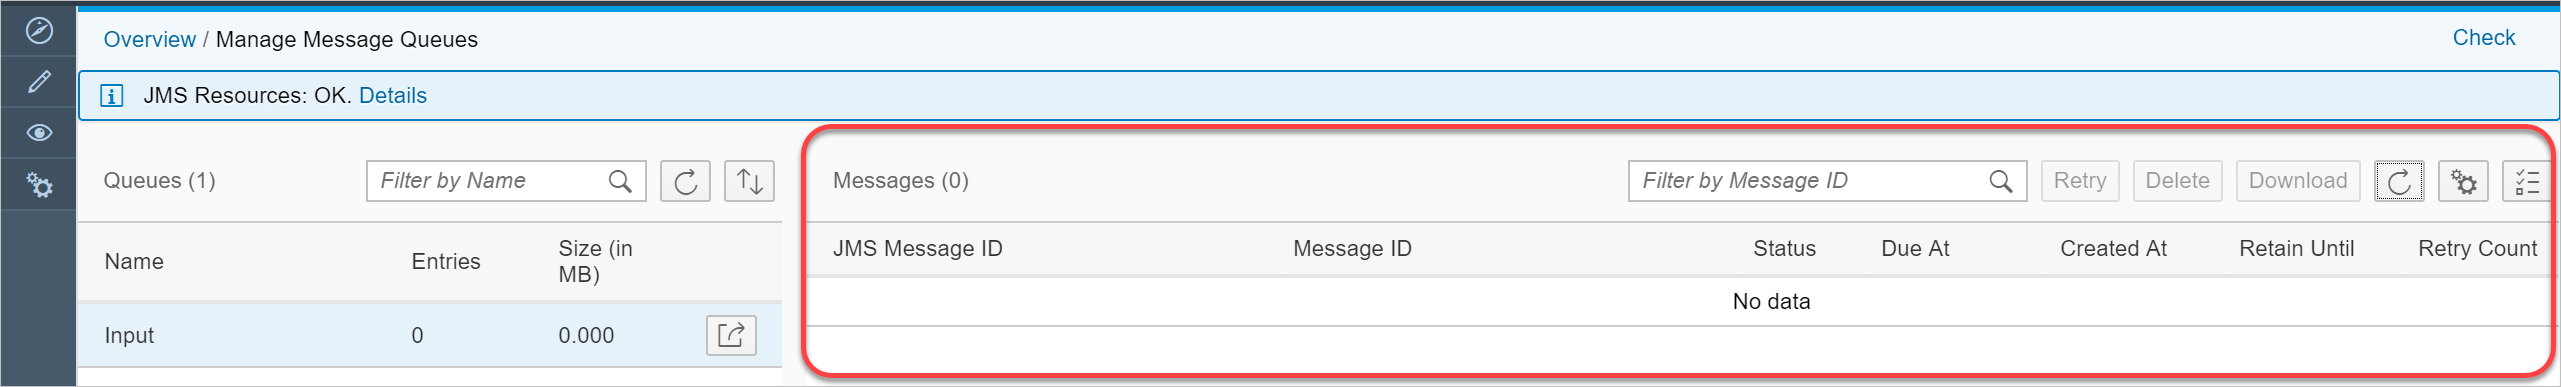 Overview / Manage Message Queues
Check
JMS Resources: OK. Details
Queues (1)
Filter by Name
Messages (0)
Filter by Message ID
Retry
Delete
Download
Name
Entries
Size (in
MB)
Input
0
0.000
JMS Message ID
Message ID
Status
Due At
Created At
Retain Until
Retry Count
No data